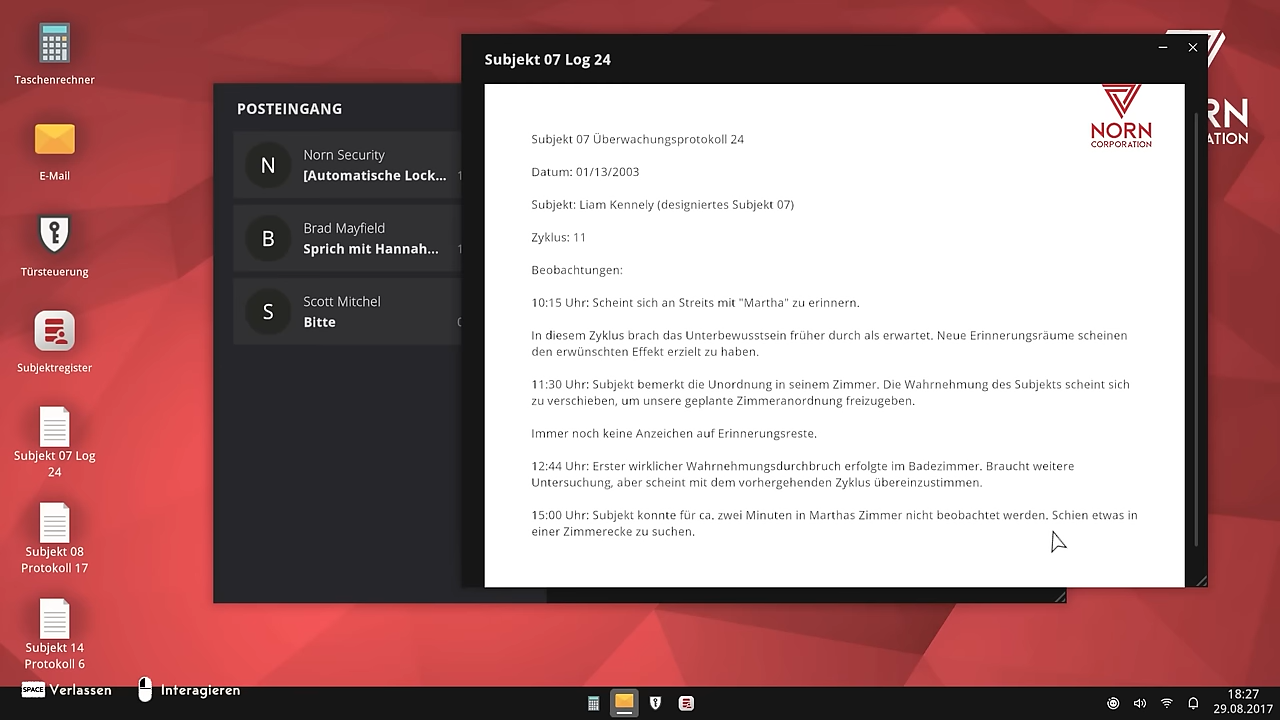 Taschenrechner
E-Mail
Türsteuerung
Subjektregister
Subjekt 07 Log
24
Subjekt 08
Protokoll 17
Subjekt 14
Protokoll 6
POSTEINGANG
N
Norn Security
[Automatische Lock...
B
Brad Mayfield
Sprich mit Hannah...
S
Scott Mitchel
Bitte
Subjekt 07 Log 24
NORN
CORPORATION
Subjekt 07 Überwachungsprotokoll 24
Datum: 01/13/2003
Subjekt: Liam Kennely (designiertes Subjekt 07)
Zyklus: 11
Beobachtungen:
10:15 Uhr: Scheint sich an Streits mit "Martha" zu erinnern.
In diesem Zyklus brach das Unterbewusstsein früher durch als erwartet. Neue Erinnerungsräume scheinen
den erwünschten Effekt erzielt zu haben.
11:30 Uhr: Subjekt bemerkt die Unordnung in seinem Zimmer. Die Wahrnehmung des Subjekts scheint sich
zu verschieben, um unsere geplante Zimmeranordnung freizugeben.
Immer noch keine Anzeichen auf Erinnerungsreste.
12:44 Uhr: Erster wirklicher Wahrnehmungsdurchbruch erfolgte im Badezimmer. Braucht weitere
Untersuchung, aber scheint mit dem vorhergehenden Zyklus übereinzustimmen.
15:00 Uhr: Subjekt konnte für ca. zwei Minuten in Marthas Zimmer nicht beobachtet werden. Schien etwas in
einer Zimmerecke zu suchen.
RN
ATION
SPACE Verlassen
Interagieren
18:27
29.08.2017